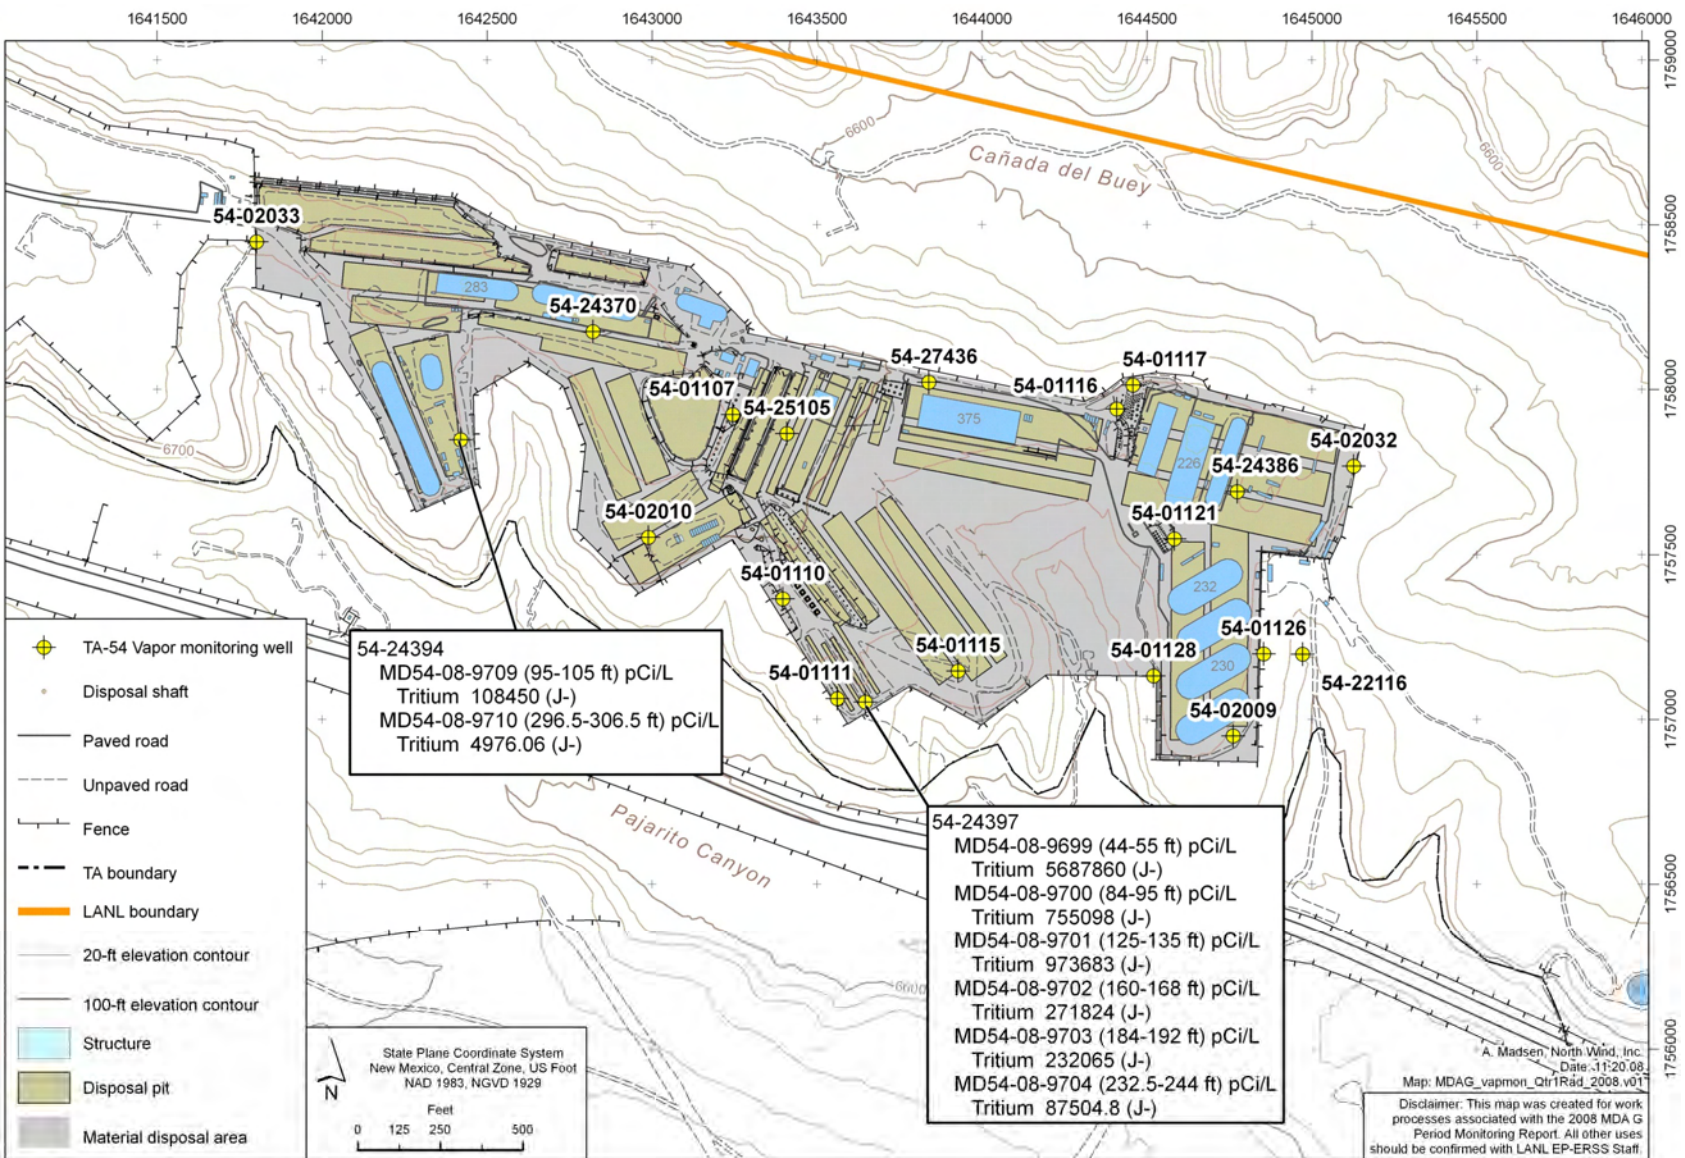 1641500 1642000 1642500 1643000 1643500 1644000 1644500 1645000 1645500 1646000
1759000
6600
Cañada del Buey
6600
54-02033
1758500
283
54-24370
54-27436
54-01117
54-01116
1758000
54-01107
54-25105
375
54-02032
6700
226
54-24386
54-02010
54-01121
1757500
54-01110
232
54-01126
54-01115
54-01128
230
54-01111
54-22116
54-02009
1757000
54-24394
MD54-08-9709 (95-105 ft) pCi/L
Tritium 108450 (J-)
MD54-08-9710 (296.5-306.5 ft) pCi/L
Tritium 4976.06 (J-)
Pajarito Canyon
54-24397
MD54-08-9699 (44-55 ft) pCi/L
Tritium 5687860 (J-)
MD54-08-9700 (84-95 ft) pCi/L
Tritium 755098 (J-)
MD54-08-9701 (125-135 ft) pCi/L
Tritium 973683 (J-)
MD54-08-9702 (160-168 ft) pCi/L
Tritium 271824 (J-)
MD54-08-9703 (184-192 ft) pCi/L
Tritium 232065 (J-)
MD54-08-9704 (232.5-244 ft) pCi/L
Tritium 87504.8 (J-)
1756500
6600
1756000
TA-54 Vapor monitoring well
Disposal shaft
Paved road
Unpaved road
Fence
TA boundary
LANL boundary
20-ft elevation contour
100-ft elevation contour
Structure
Disposal pit
Material disposal area
N
State Plane Coordinate System
New Mexico, Central Zone, US Foot
NAD 1983, NGVD 1929
Feet
0 125 250 500
A. Madsen, North Wind, Inc.
Date: 11-20.08
Map: MDAG_vapmon_Qtr1Rad_2008.v01
Disclaimer: This map was created for work
processes associated with the 2008 MDA G
Period Monitoring Report. All other uses
should be confirmed with LANL EP-ERSS Staff.